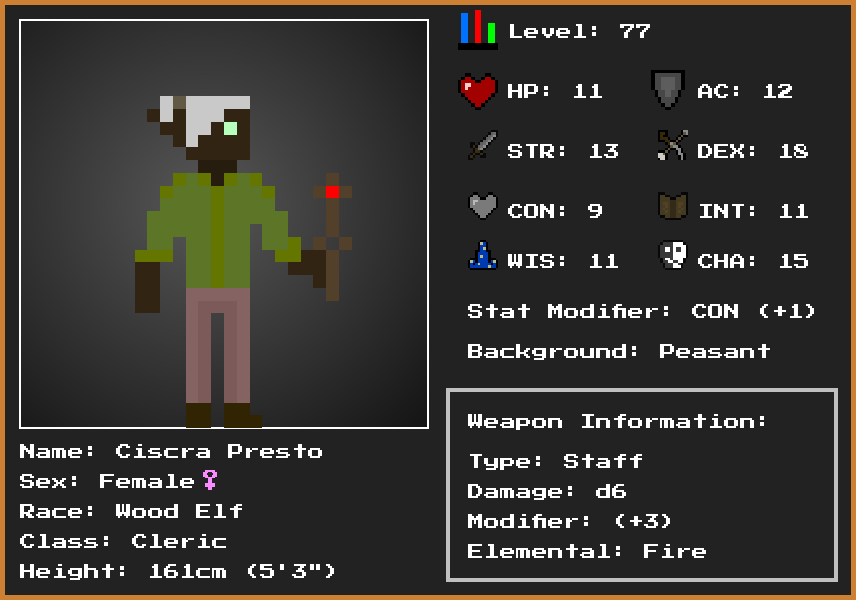 Level: 77
HP: 11
AC: 12
STR: 13
DEX: 18
CON: 9
INT: 11
WIS: 11
CHA: 15
Stat Modifier: CON (+1)
Background: Peasant
Weapon Information:
Type: Staff
Damage: d6
Modifier: (+3)
Elemental: Fire
Name: Ciscra Presto
Sex: Female♀
Race: Wood Elf
Class: Cleric
Height: 161cm (5'3")